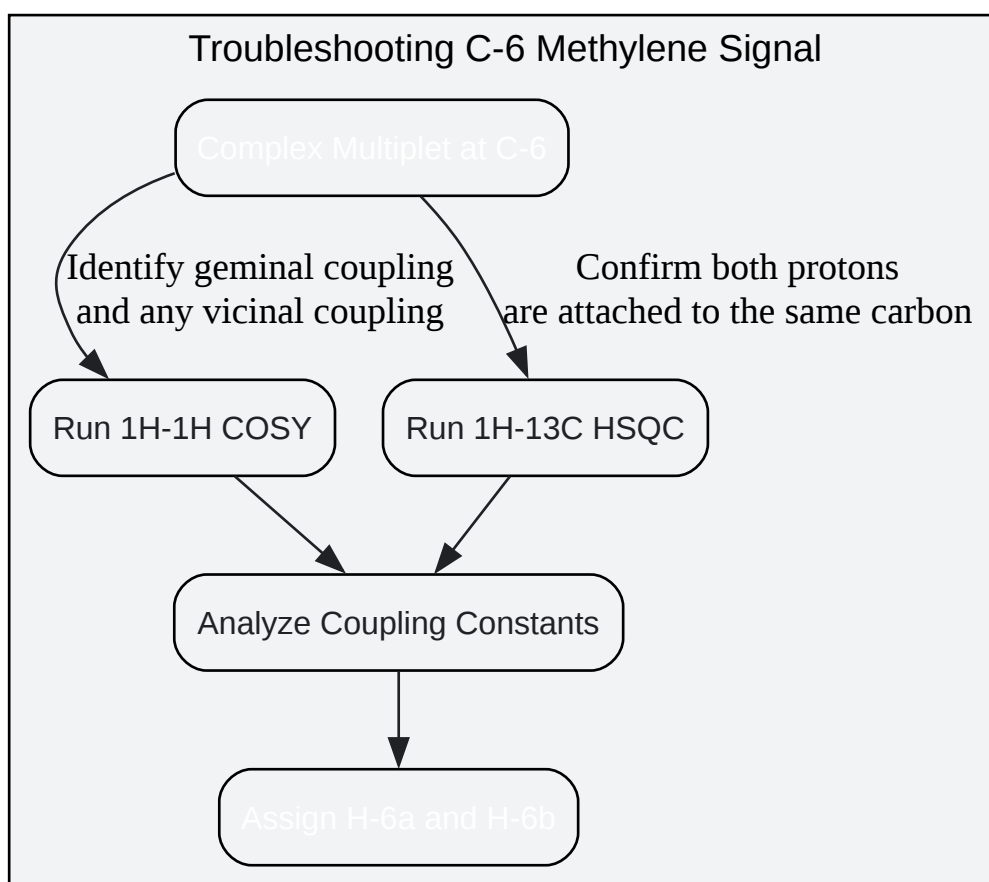 Troubleshooting C-6 Methylene Signal
Complex Multiplet at C-6
Identify geminal coupling
and any vicinal coupling
Confirm both protons
are attached to the same carbon
Run 1H-1H COSY
Run 1H-13C HSQC
Analyze Coupling Constants
Assign H-6a and H-6b